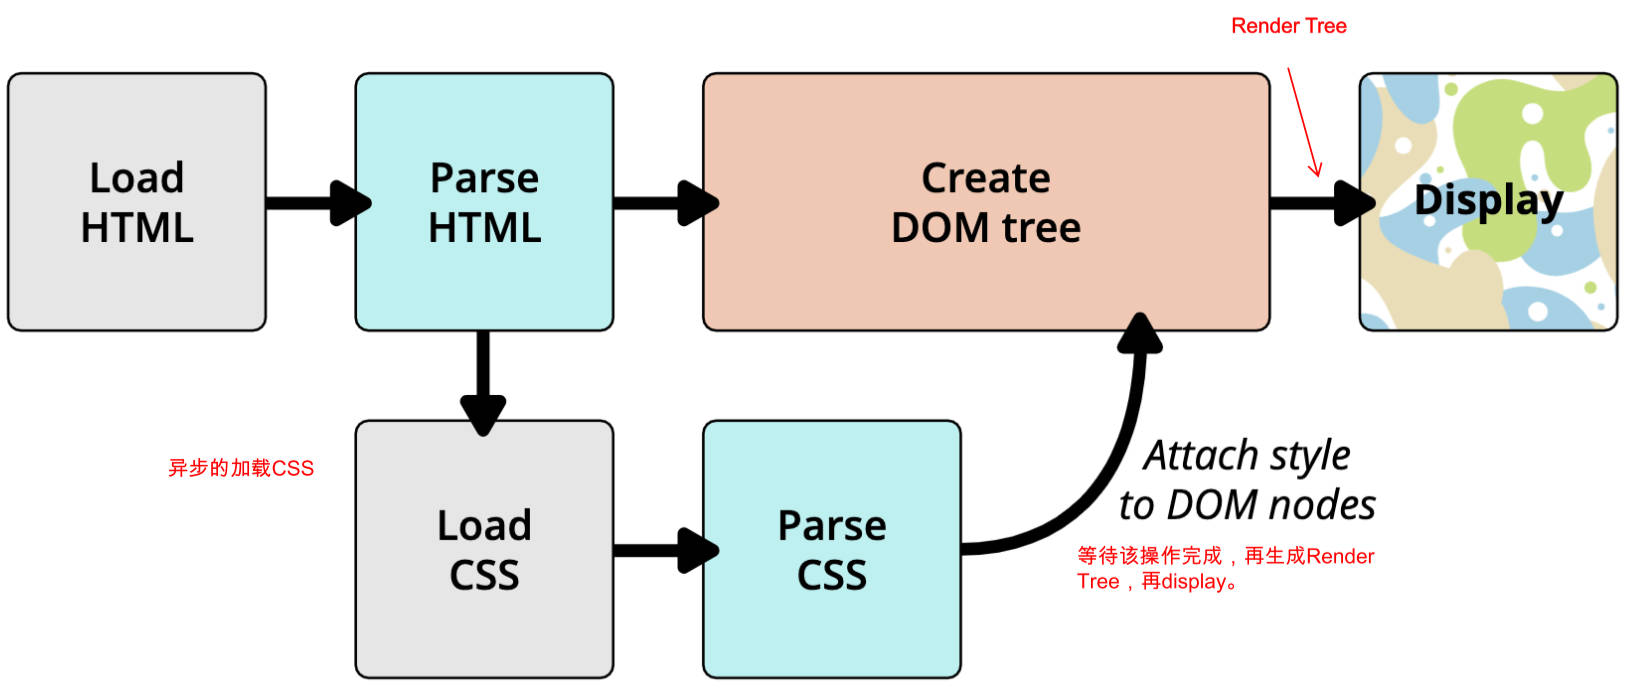 Render Tree
Load
HTML
Parse
HTML
Create
DOM tree
Display
异步的加载CSS
Load
CSS
Parse
CSS
Attach style
to DOM nodes
等待该操作完成，再生成Render
Tree，再display。